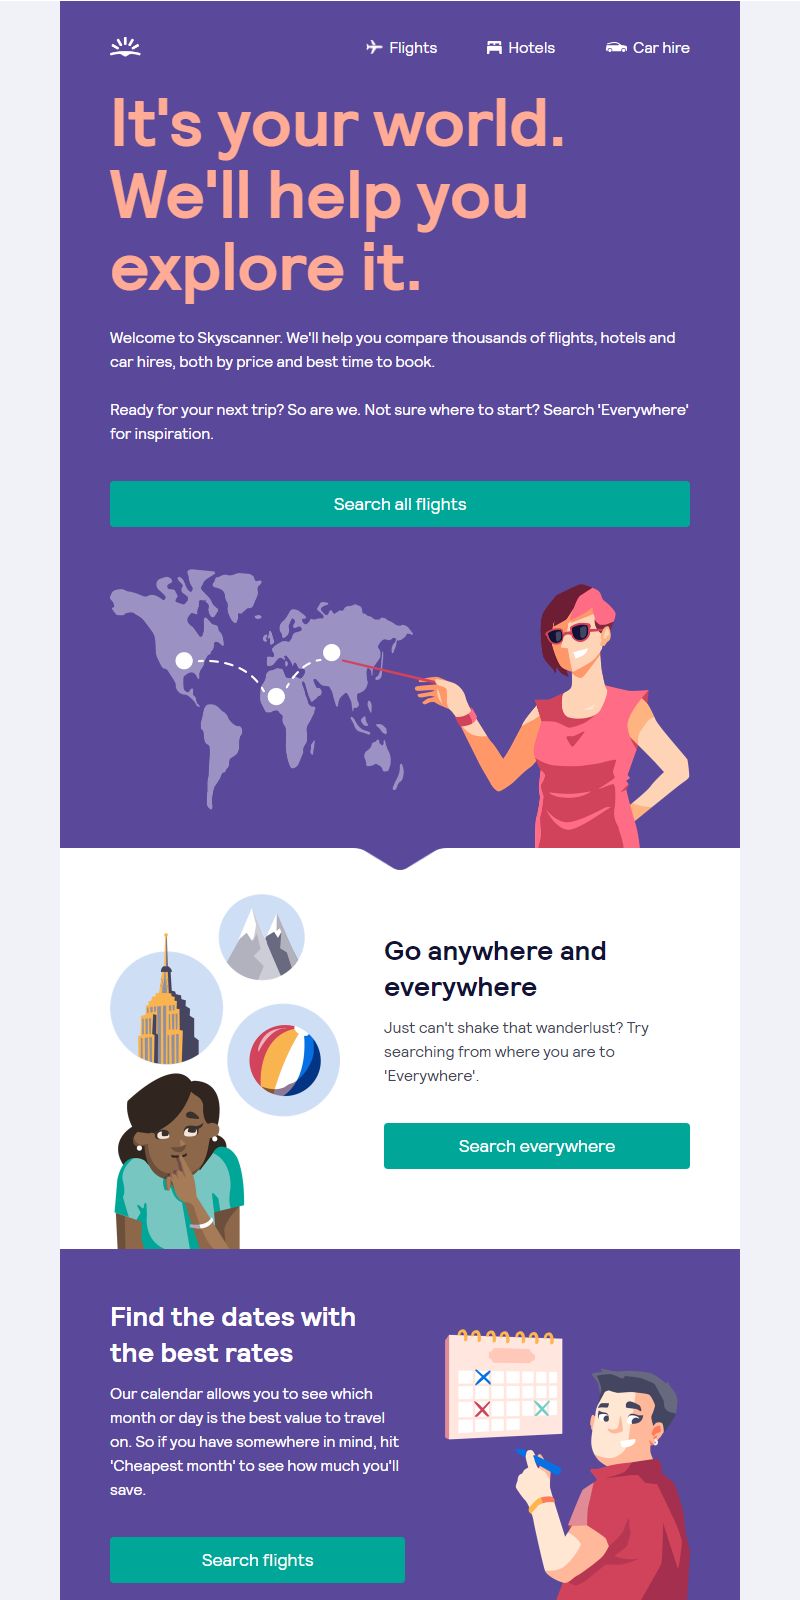 Flights Hotels Car hire
It's your world.
We'll help you
explore it.
Welcome to Skyscanner. We'll help you compare thousands of flights, hotels and
car hires, both by price and best time to book.
Ready for your next trip? So are we. Not sure where to start? Search 'Everywhere'
for inspiration.
Search all flights
Go anywhere and
everywhere
Just can't shake that wanderlust? Try
searching from where you are to
'Everywhere'.
Search everywhere
Find the dates with
the best rates
Our calendar allows you to see which
month or day is the best value to travel
on. So if you have somewhere in mind, hit
'Cheapest month' to see how much you'll
save.
Search flights